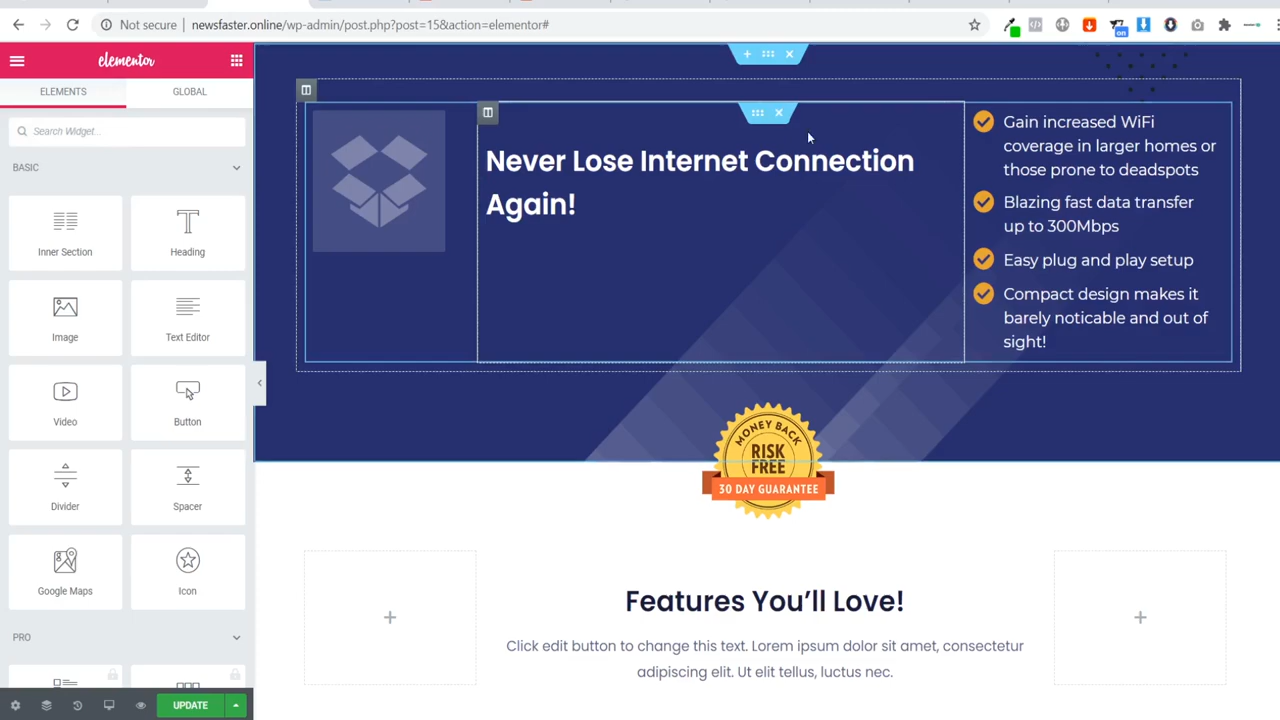 Not secure
newsfaster.online/wp-admin/post.php?post=15&action=elementor#
on
elementor
ELEMENTS
GLOBAL
Search Widget...
BASIC
Inner Section
Heading
Image
Text Editor
Video
Button
Divider
Spacer
Google Maps
Icon
PRO
UPDATE
Never Lose Internet Connection
Again!
Gain increased WiFi
coverage in larger homes or
those prone to deadspots
Blazing fast data transfer
up to 300Mbps
Easy plug and play setup
Compact design makes it
barely noticable and out of
sight!
MONEY BACK
RISK
FREE
30 DAY GUARANTEE
Features You’ll Love!
Click edit button to change this text. Lorem ipsum dolor sit amet, consectetur
adipiscing elit. Ut elit tellus, luctus nec.